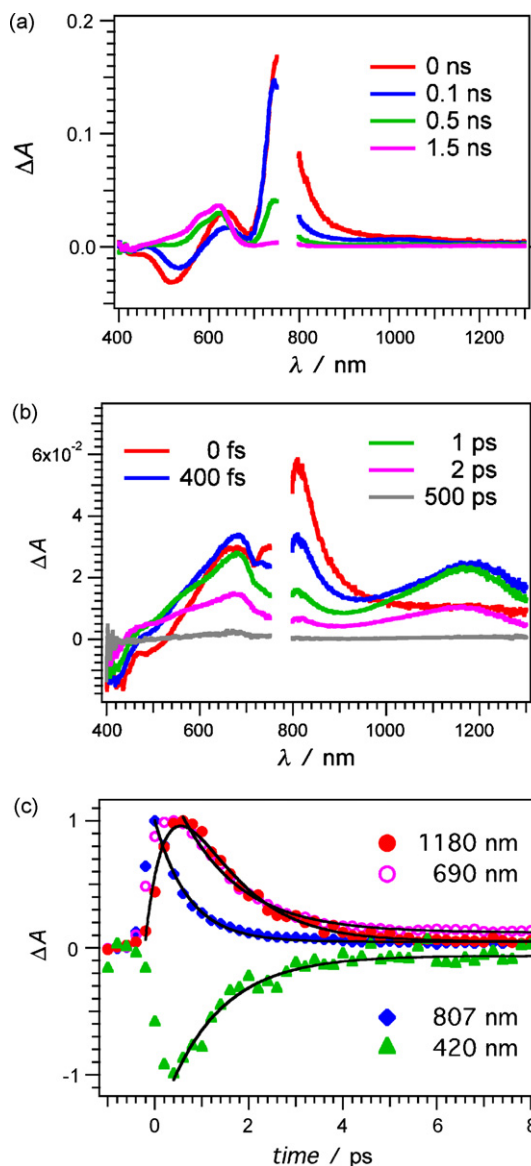 (a)
0.2
0.1
0.0
ΔA
0 ns
0.1 ns
0.5 ns
1.5 ns
400 600 800 1000 1200
λ / nm
(b)
6x10⁻²
4
2
0
ΔA
0 fs
400 fs
1 ps
2 ps
500 ps
400 600 800 1000 1200
λ / nm
(c)
1
0
-1
ΔA
1180 nm
690 nm
807 nm
420 nm
0 2 4 6 8
time / ps